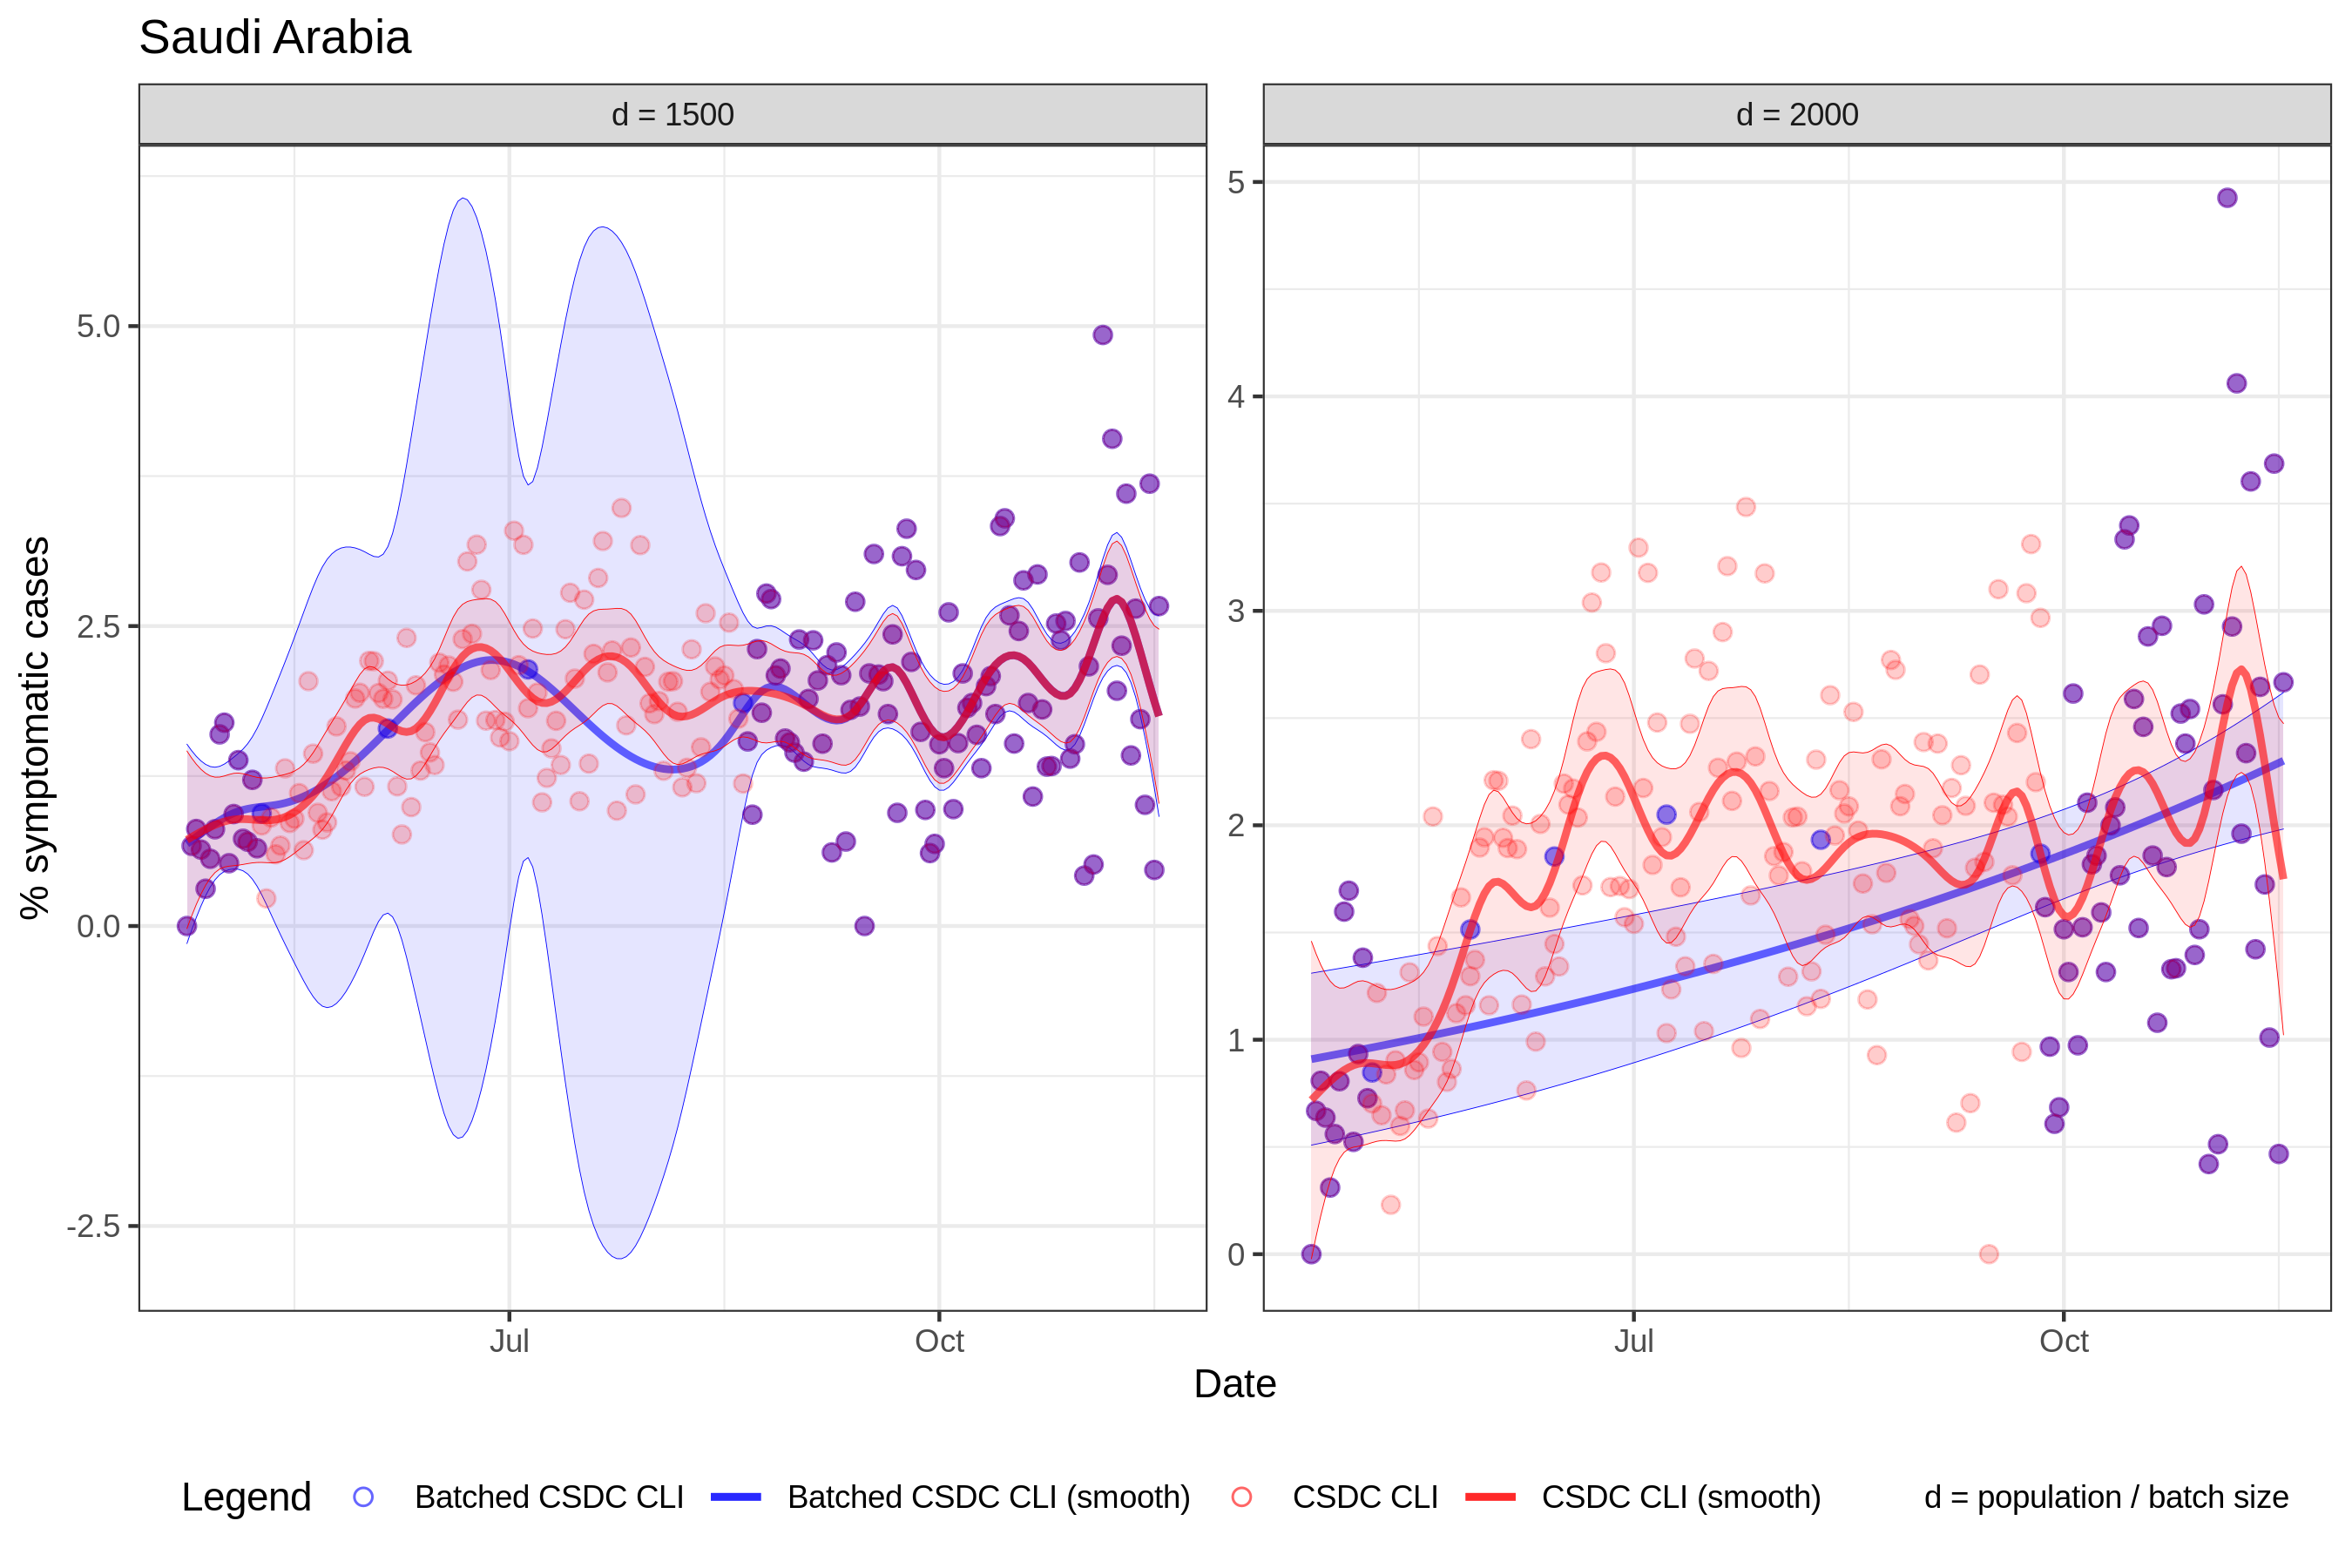 Saudi Arabia
d = 1500
d = 2000
% symptomatic cases
5.0
2.5
0.0
-2.5
5
4
3
2
1
0
Jul
Oct
Jul
Oct
Date
Legend
Batched CSDC CLI
Batched CSDC CLI (smooth)
CSDC CLI
CSDC CLI (smooth)
d = population / batch size